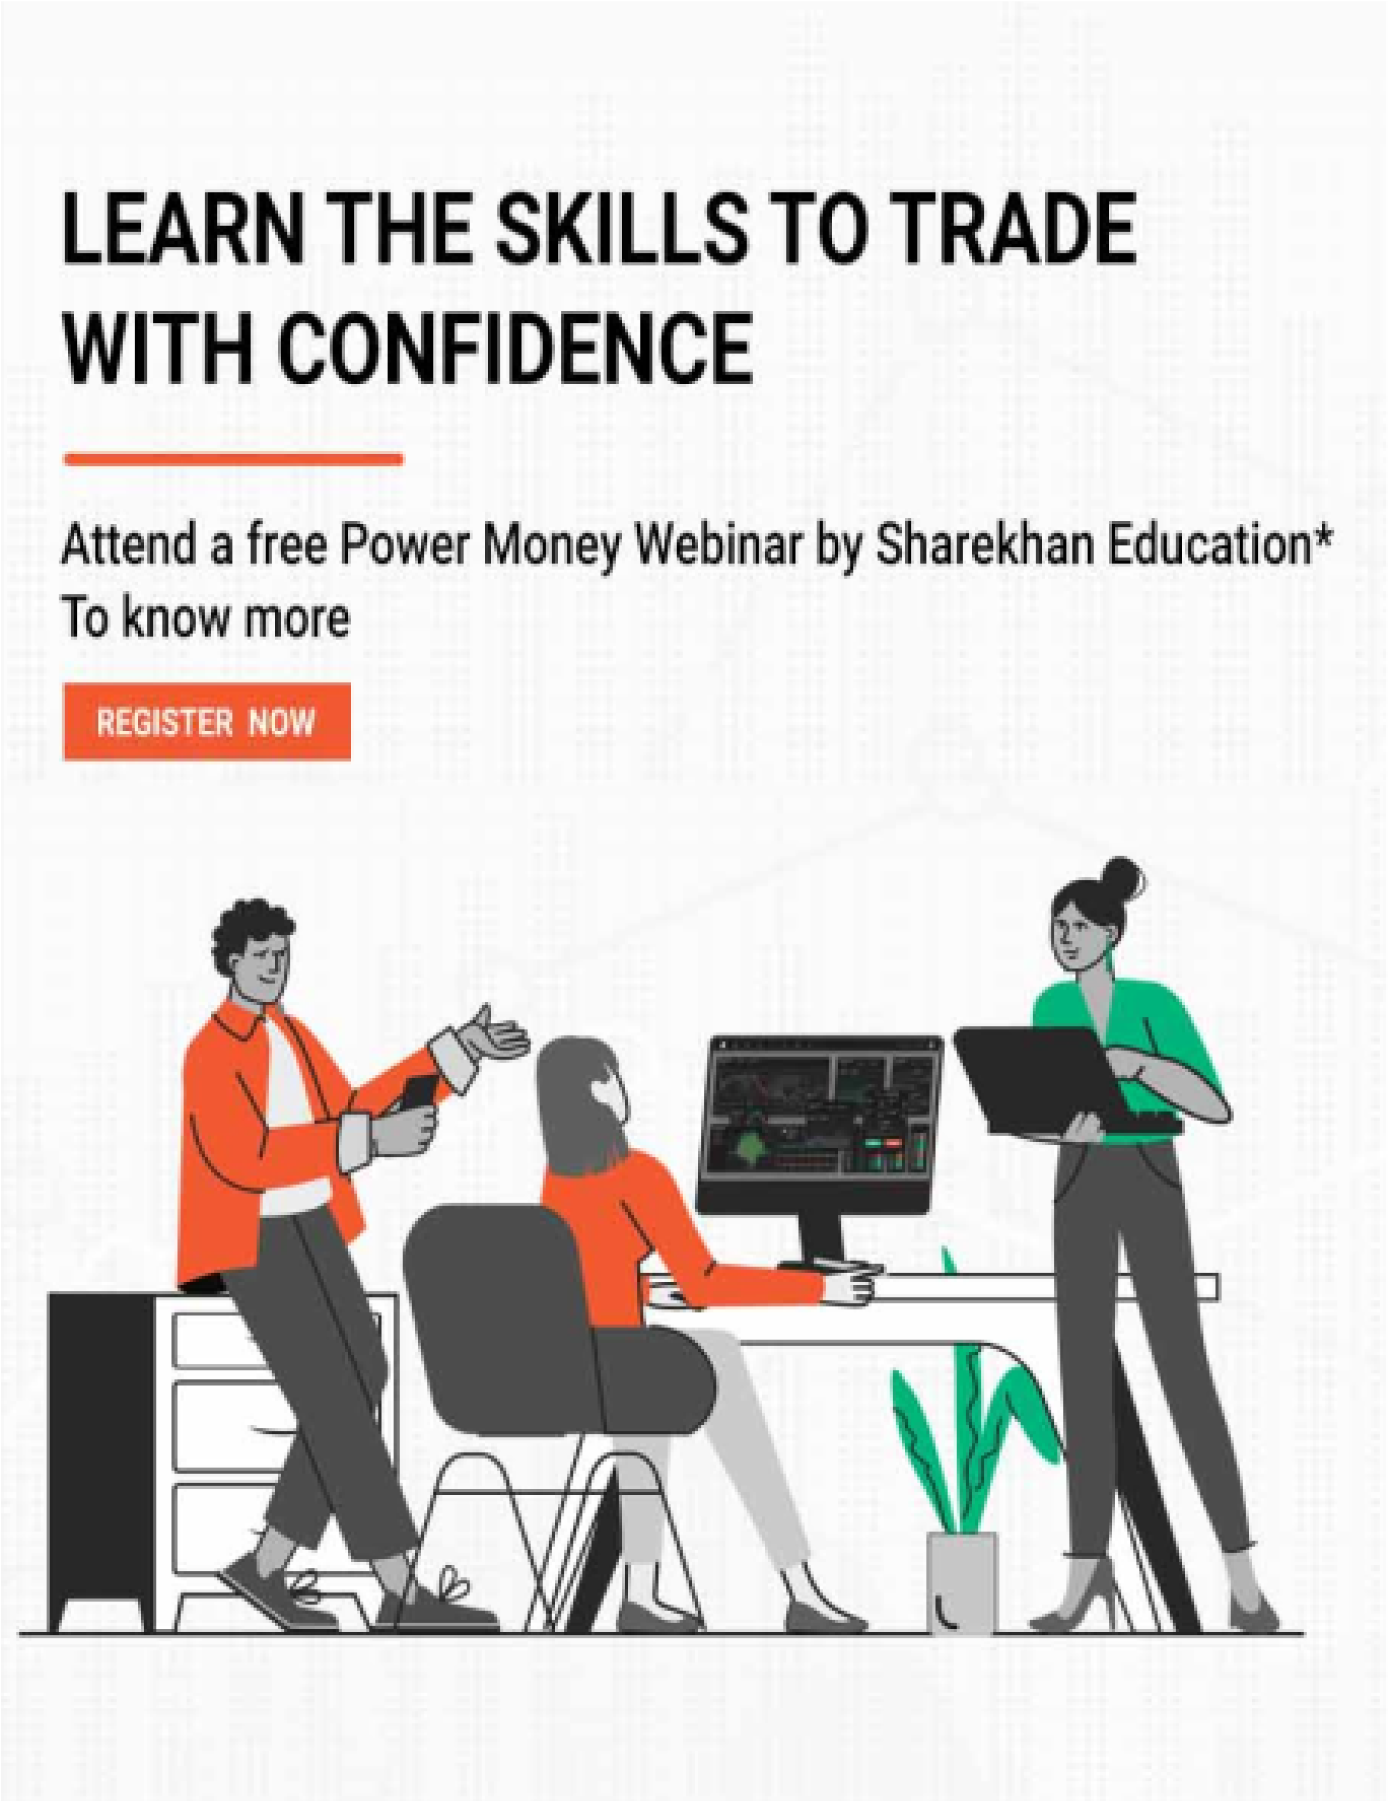 LEARN THE SKILLS TO TRADE
WITH CONFIDENCE
Attend a free Power Money Webinar by Sharekhan Education*
To know more
REGISTER NOW